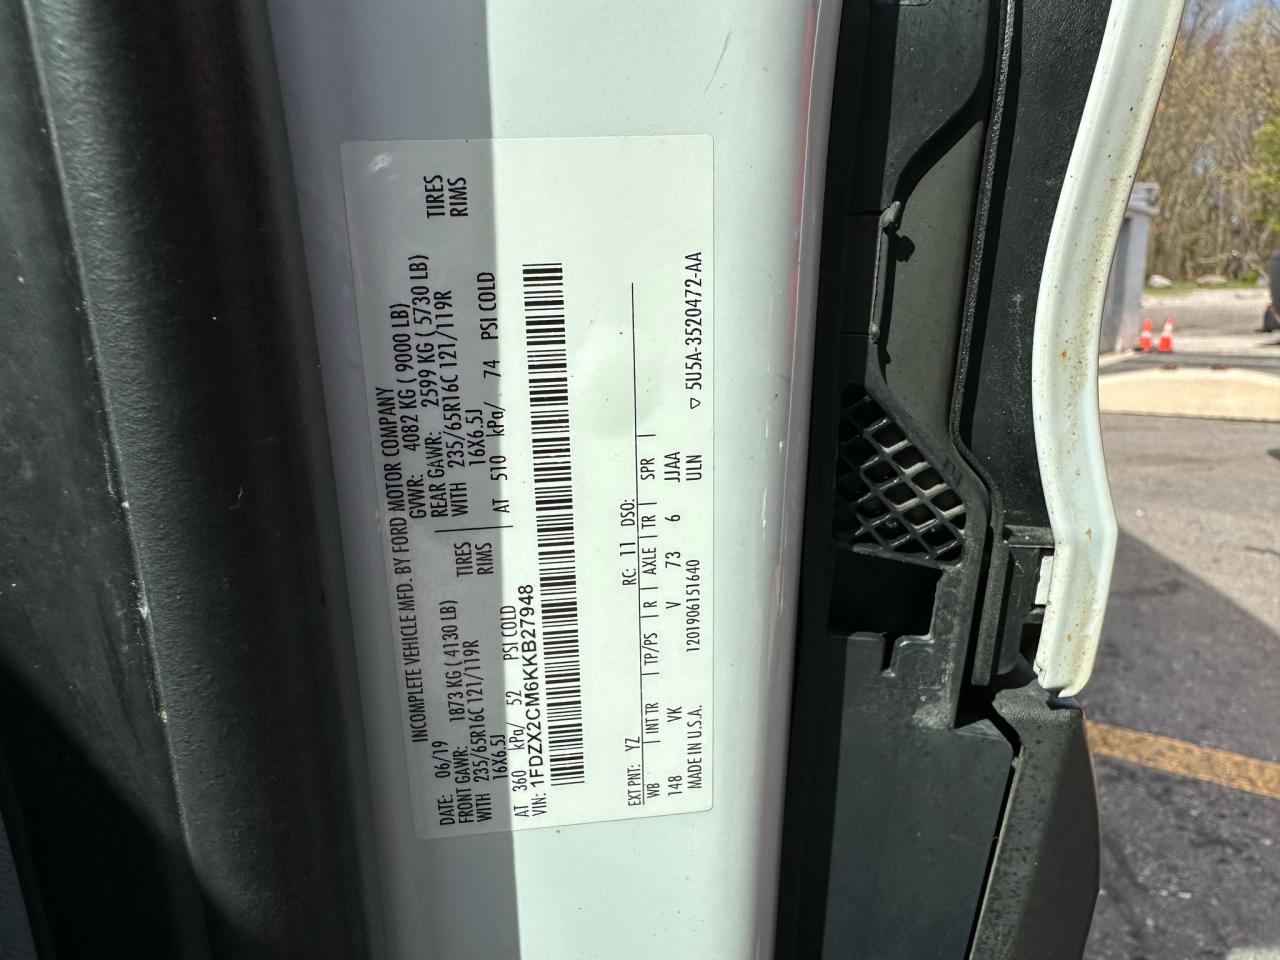 INCOMPLETE VEHICLE MFD. BY FORD MOTOR COMPANY
DATE: 06/19 GVWR: 4082 KG ( 9000 LB)
FRONT GAWR: 1873 KG ( 4130 LB) REAR GAWR: 2599 KG ( 5730 LB)
WITH 235/65R16C 121/119R TIRES WITH 235/65R16C 121/119R TIRES
16X6.5J RIMS 16X6.5J RIMS
AT 360 kPa/ 52 PSI COLD AT 510 kPa/ 74 PSI COLD
VIN: 1FDZX2CM6KKB27948
EXT PNT: YZ RC: 11 DSO:
WB | INT TR | TP/PS | R | AXLE | TR | SPR |
148 VK V 73 6 JJAA
MADE IN U.S.A. 1201906151640 ULN ▽ 5U5A-3520472-AA